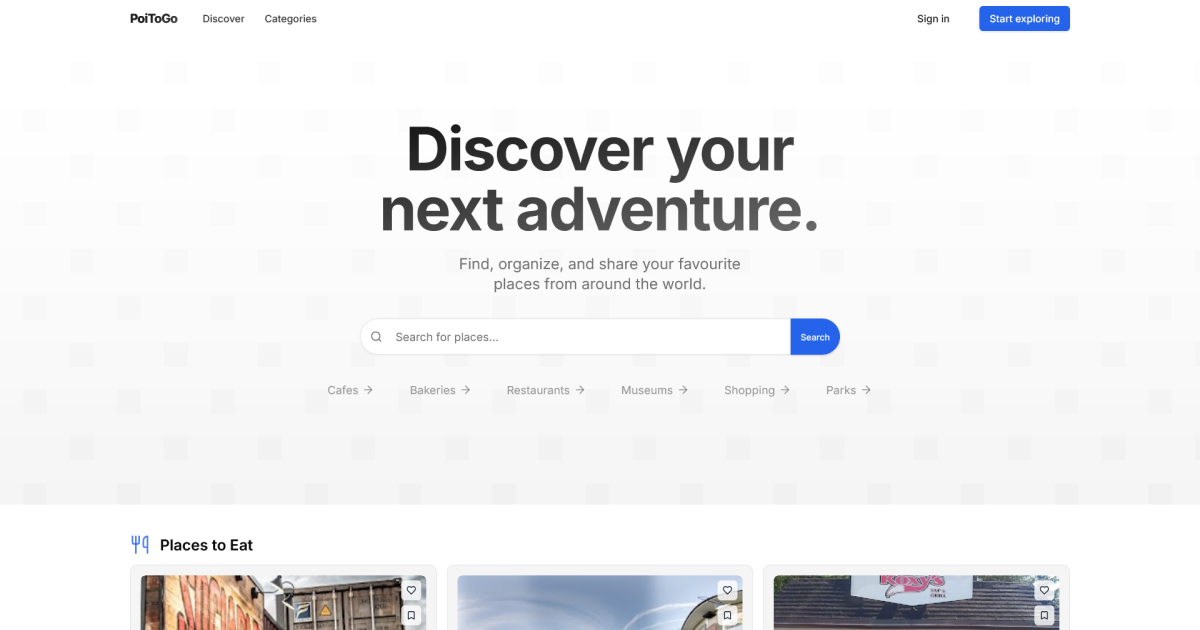 PoiToGo Discover Categories Sign in Start exploring
Discover your
next adventure.
Find, organize, and share your favourite
places from around the world.
Search for places... Search
Cafes → Bakeries → Restaurants → Museums → Shopping → Parks →
Places to Eat
Roxy's